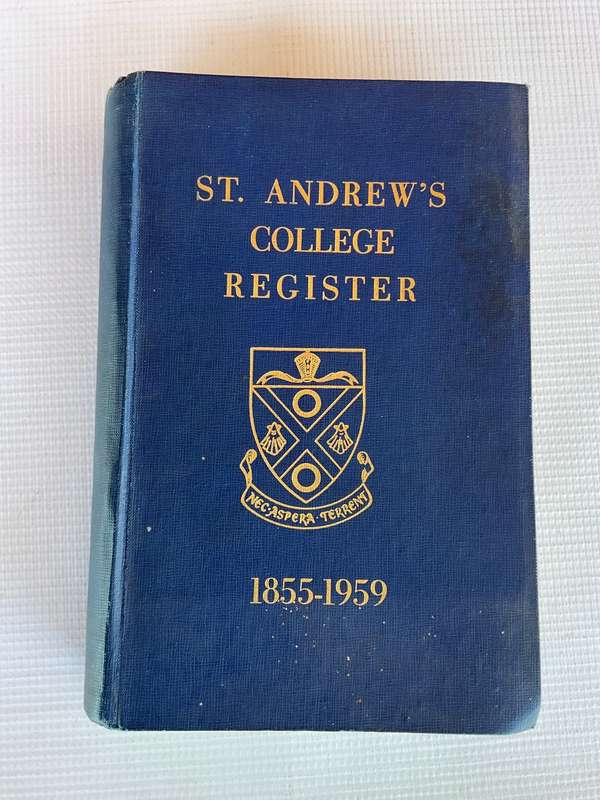 ST. ANDREW'S
COLLEGE
REGISTER
NEC·ASPERA·TERRENT
1855-1959